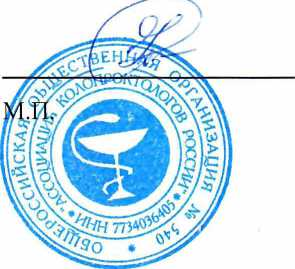 М.П.
ОБЩЕРОССИЙСКАЯ ОБЩЕСТВЕННАЯ ОРГАНИЗАЦИЯ № 540
"АССОЦИАЦИЯ КОЛОПРОКТОЛОГОВ РОССИИ"
* ИНН 7734036405 *